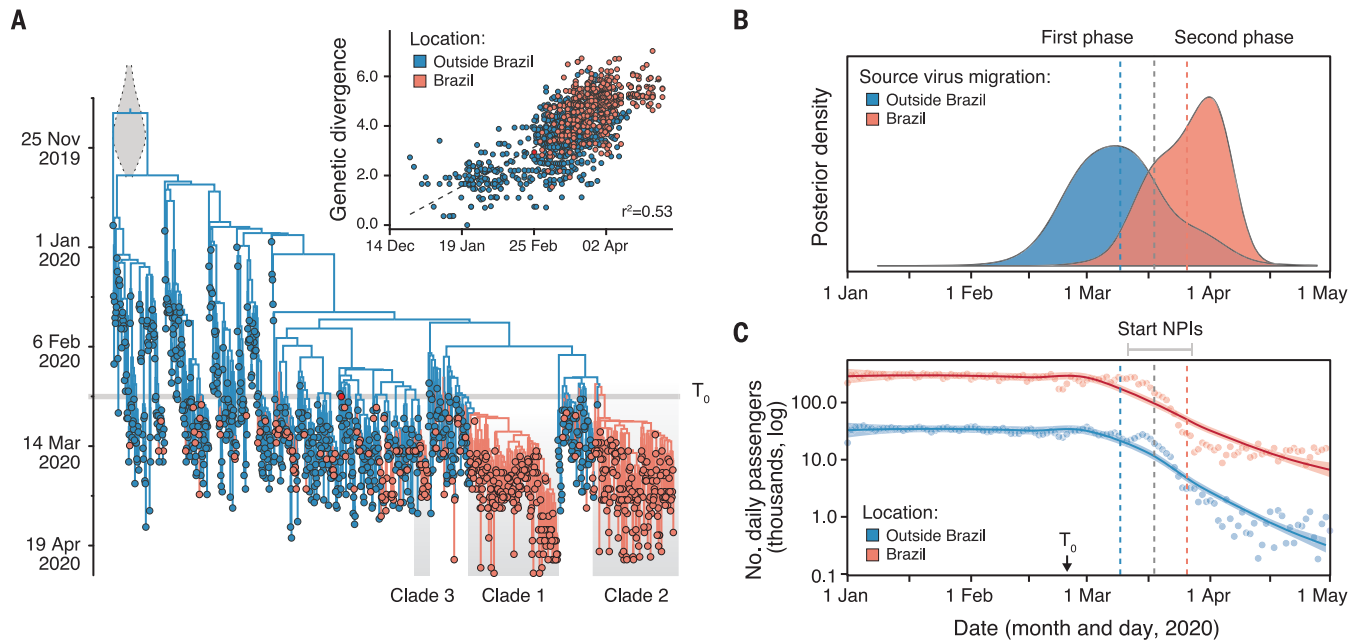 A
25 Nov
2019
1 Jan
2020
6 Feb
2020
14 Mar
2020
19 Apr
2020
T0
Clade 3
Clade 1
Clade 2
Location:
Outside Brazil
Brazil
Genetic divergence
6.0
4.0
2.0
0.0
r²=0.53
14 Dec
19 Jan
25 Feb
02 Apr
B
First phase
Second phase
Source virus migration:
Outside Brazil
Brazil
Posterior density
1 Jan
1 Feb
1 Mar
1 Apr
1 May
C
Start NPIs
No. daily passengers
(thousands, log)
100.0
10.0
1.0
0.1
Location:
Outside Brazil
Brazil
T0
1 Jan
1 Feb
1 Mar
1 Apr
1 May
Date (month and day, 2020)